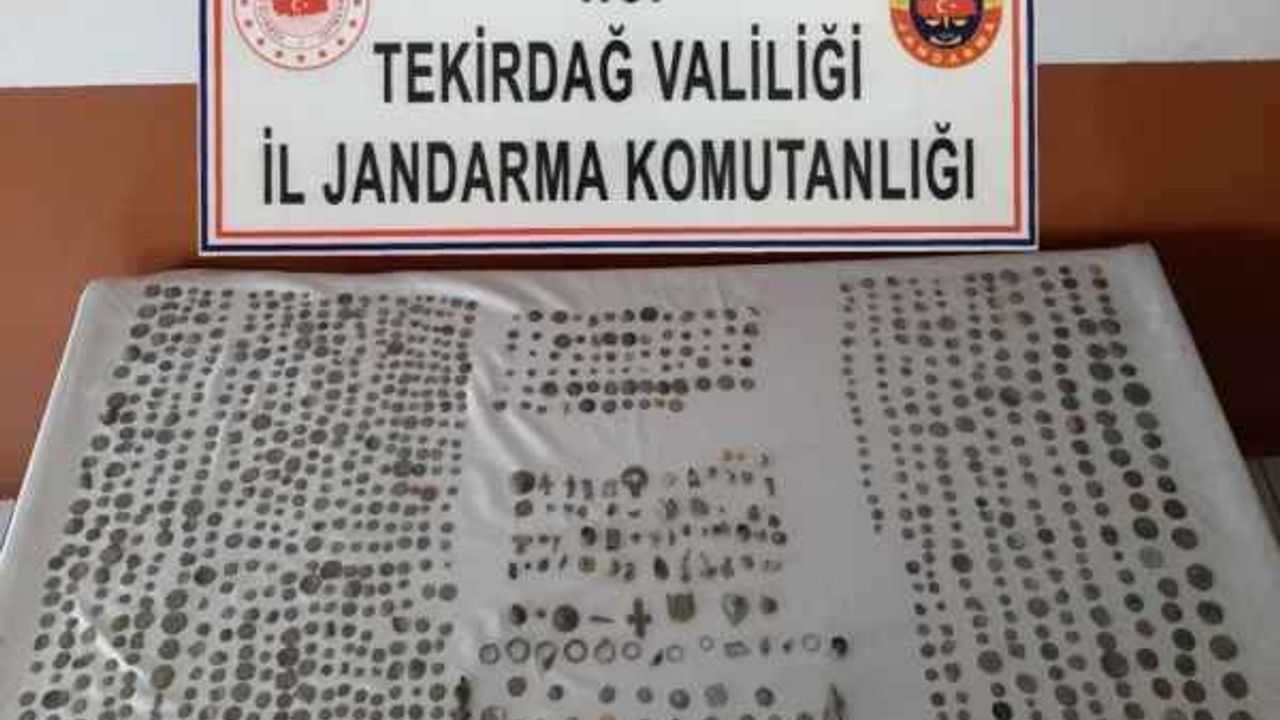 TEKİRDAĞ VALİLİĞİ
İL JANDARMA KOMUTANLIĞI